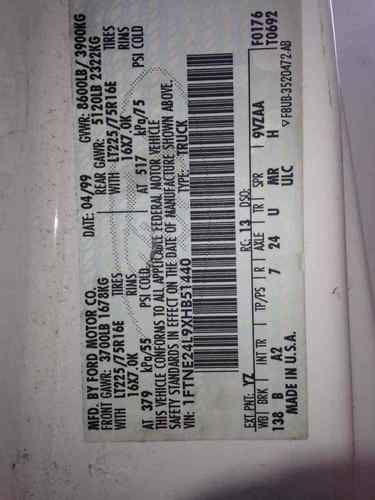 MFD. BY FORD MOTOR CO.
DATE: 04/99 GVWR: 8600LB/ 3900KG
FRONT GAWR: 3700LB 1678KG REAR GAWR: 5120LB 2322KG
WITH LT225/75R16E TIRES WITH LT225/75R16E TIRES
16X7.0K RIMS 16X7.0K RIMS
AT 379 kPa/55 PSI COLD AT 517 kPa/75 PSI COLD
THIS VEHICLE CONFORMS TO ALL APPLICABLE FEDERAL MOTOR VEHICLE
SAFETY STANDARDS IN EFFECT ON THE DATE OF MANUFACTURE SHOWN ABOVE.
VIN: 1FTNE24L9XHB51440 TYPE: TRUCK
F0176
T0692
EXT PNT: YZ RC: 13 DSO:
WB BRK INT TR TP/PS R AXLE TR SPR 9VZAA
138 B A2 7 24 U MR H
MADE IN U.S.A. ULC
▽F8UB-3520472-AB